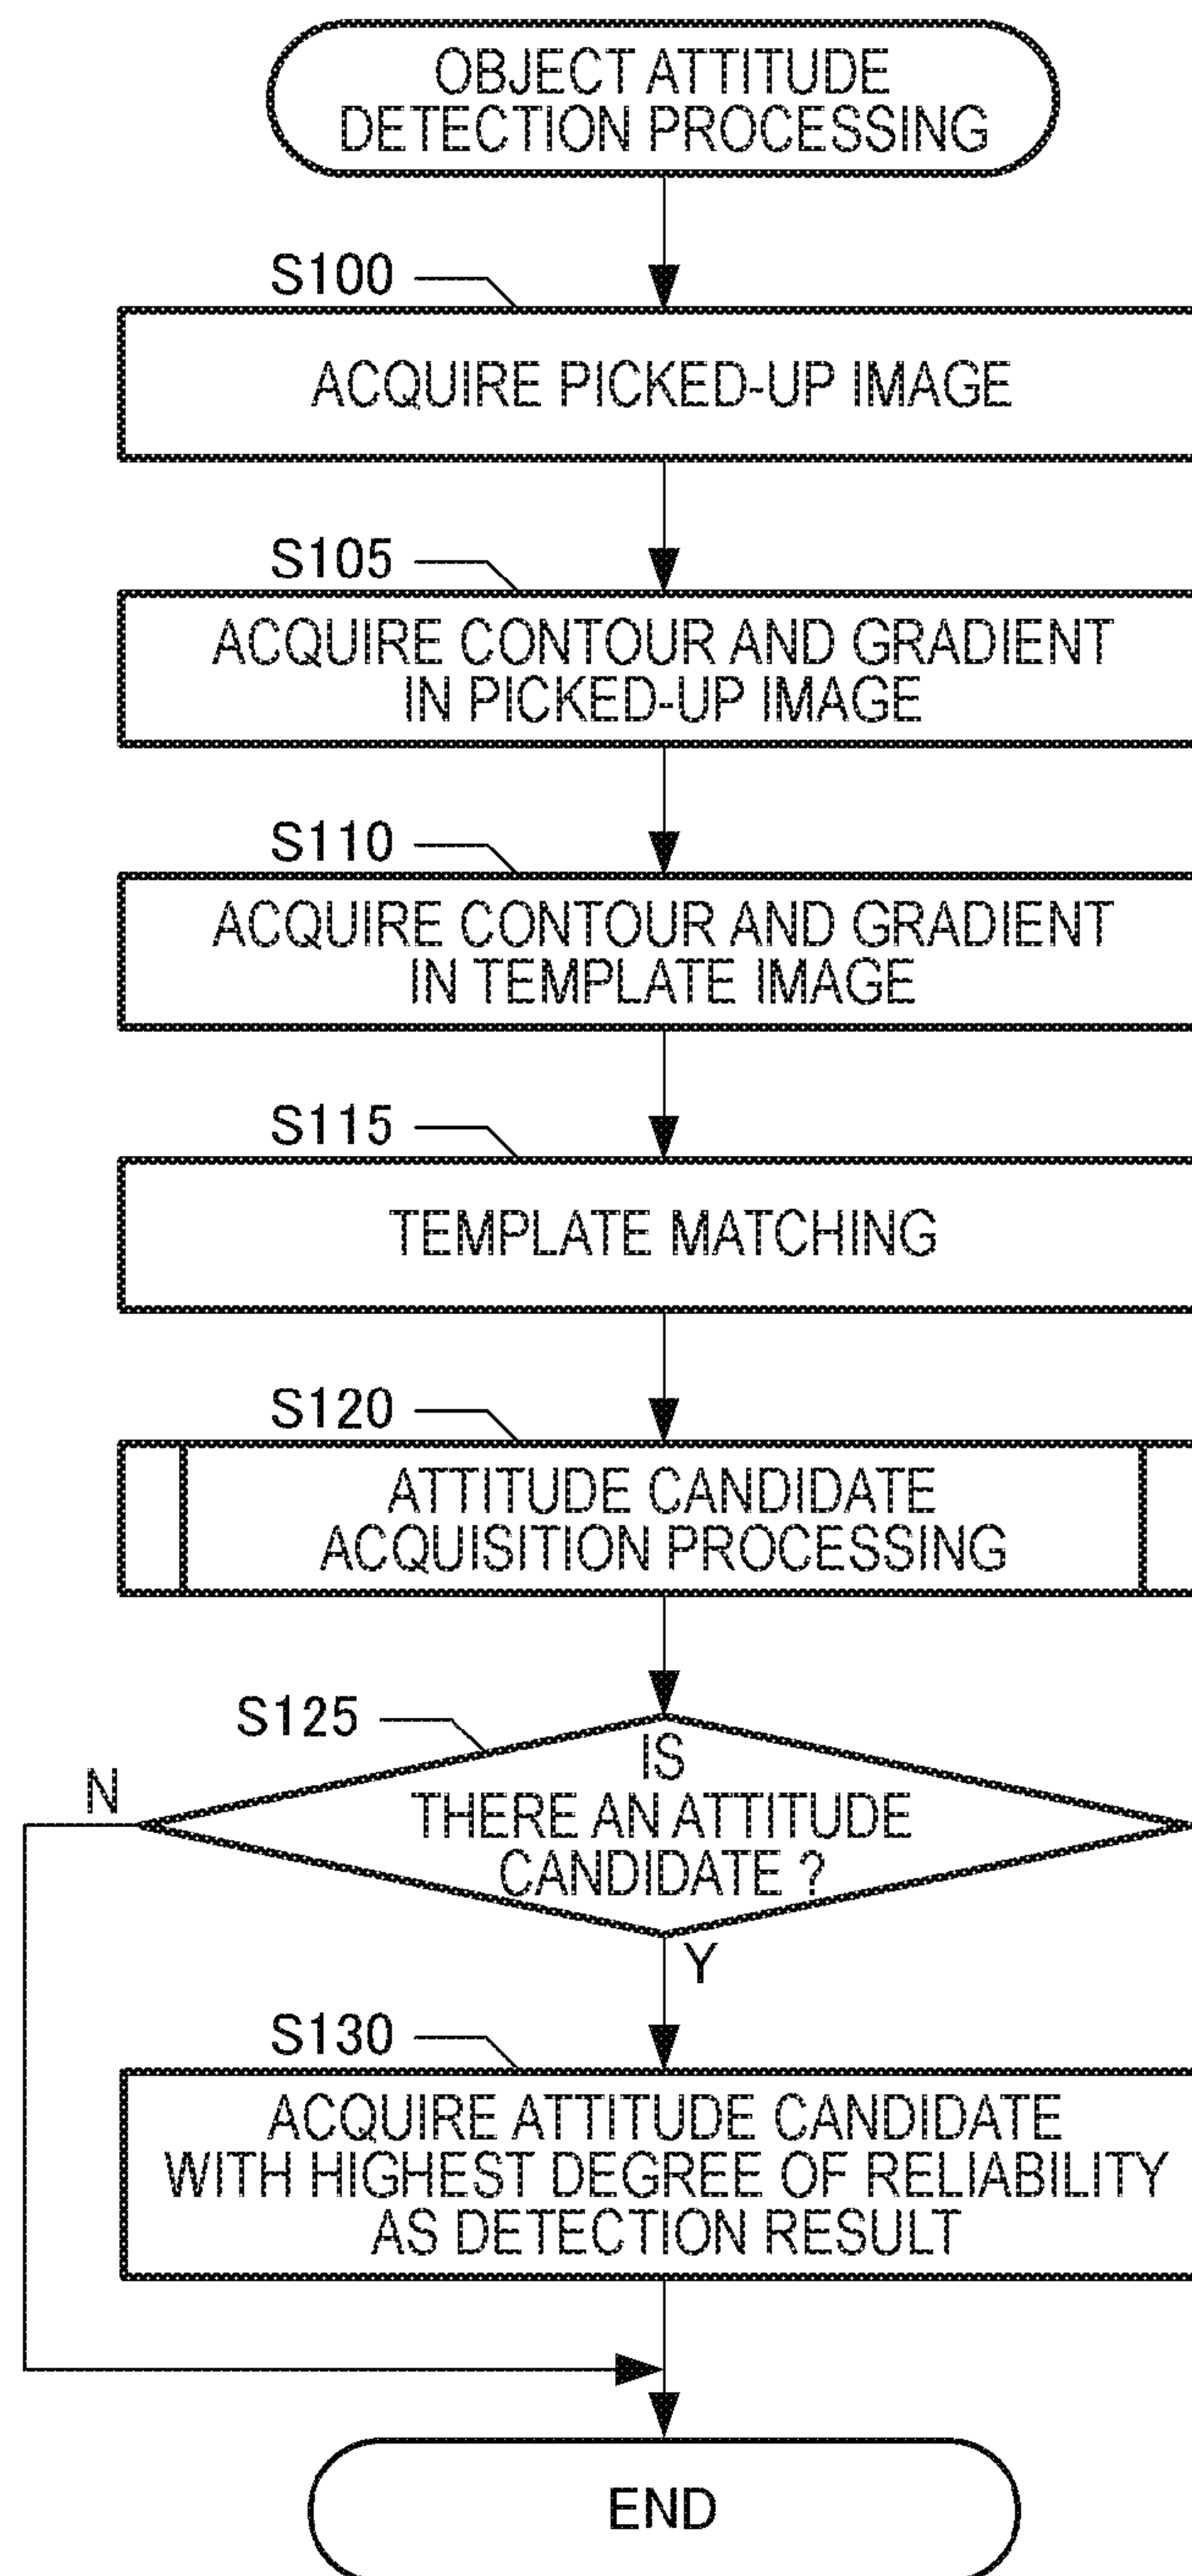 OBJECT ATTITUDE
DETECTION PROCESSING
S100
ACQUIRE PICKED-UP IMAGE
S105
ACQUIRE CONTOUR AND GRADIENT
IN PICKED-UP IMAGE
S110
ACQUIRE CONTOUR AND GRADIENT
IN TEMPLATE IMAGE
S115
TEMPLATE MATCHING
S120
ATTITUDE CANDIDATE
ACQUISITION PROCESSING
S125
N
IS
THERE AN ATTITUDE
CANDIDATE ?
Y
S130
ACQUIRE ATTITUDE CANDIDATE
WITH HIGHEST DEGREE OF RELIABILITY
AS DETECTION RESULT
END